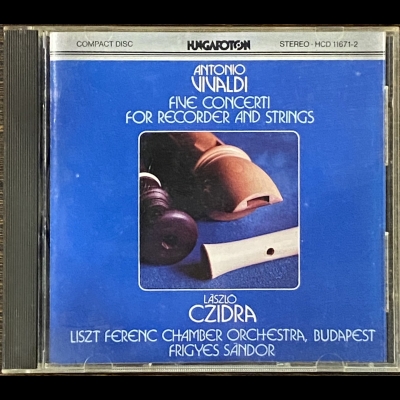 COMPACT DISC
HUNGAROTON
STEREO · HCD 11671-2
ANTONIO
VIVALDI
FIVE CONCERTI
FOR RECORDER AND STRINGS
LÁSZLÓ
CZIDRA
LISZT FERENC CHAMBER ORCHESTRA, BUDAPEST
FRIGYES SÁNDOR